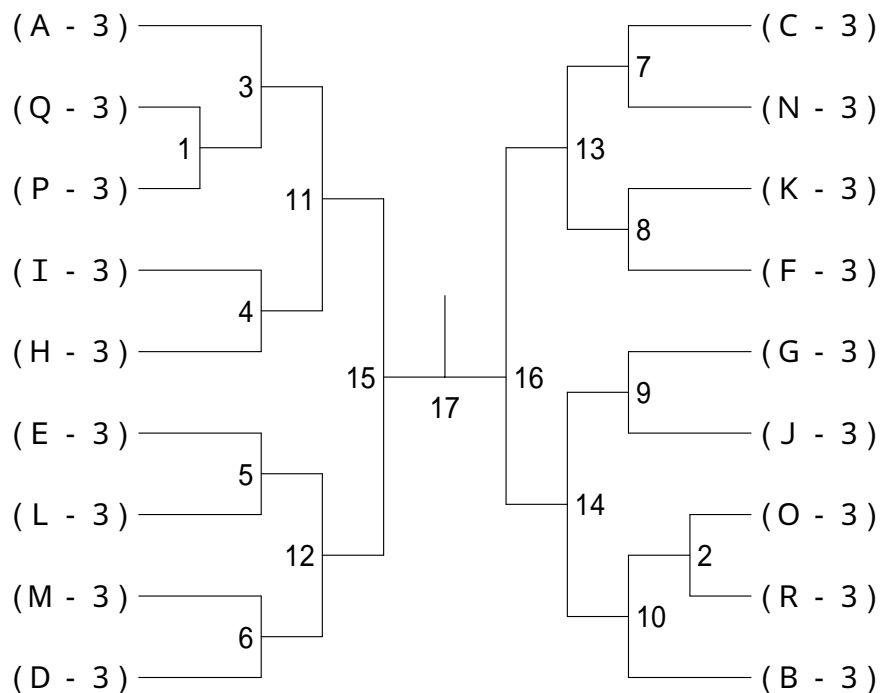 (A - 3)
(C - 3)
3
7
(Q - 3)
(N - 3)
1
13
(P - 3)
(K - 3)
11
8
(I - 3)
(F - 3)
4
(H - 3)
(G - 3)
15
16
9
17
(E - 3)
(J - 3)
5
(L - 3)
14
(O - 3)
12
2
(M - 3)
(R - 3)
6
10
(D - 3)
(B - 3)